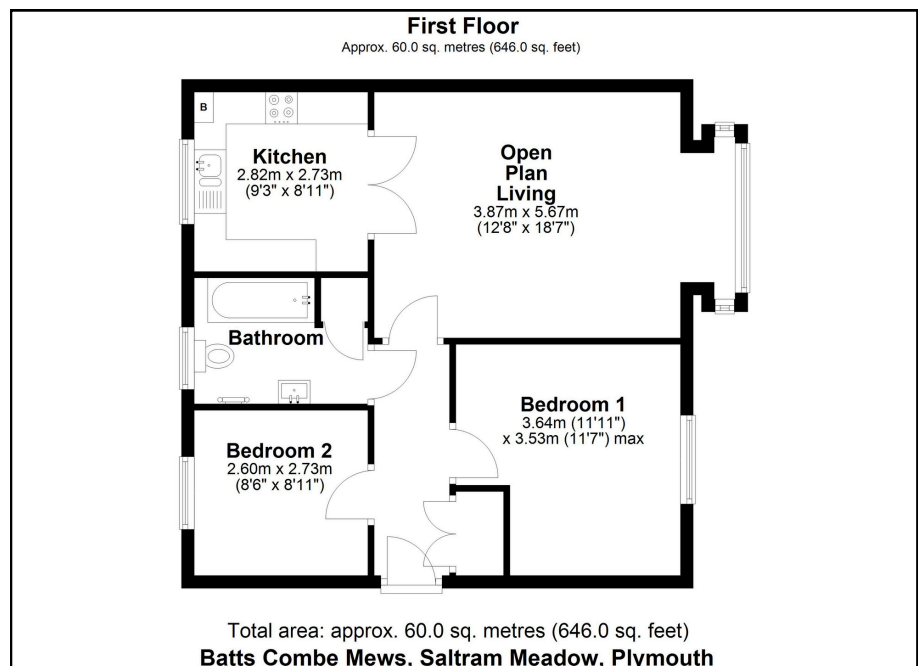 First Floor
Approx. 60.0 sq. metres (646.0 sq. feet)
B
Kitchen
2.82m x 2.73m
(9'3" x 8'11")
Open
Plan
Living
3.87m x 5.67m
(12'8" x 18'7")
Bathroom
Bedroom 1
3.64m (11'11")
x 3.53m (11'7") max
Bedroom 2
2.60m x 2.73m
(8'6" x 8'11")
Total area: approx. 60.0 sq. metres (646.0 sq. feet)
Batts Combe Mews, Saltram Meadow, Plymouth